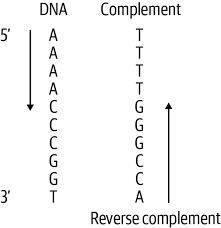 DNA Complement
5’ A T
A T
A T
A T
C G
C G
C G
G C
G C
3’ T A
Reverse complement